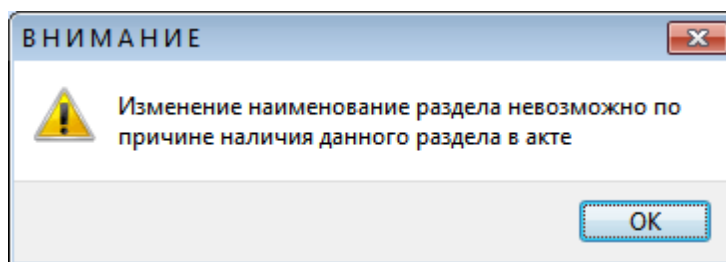 ВНИМАНИЕ
Изменение наименование раздела невозможно по
причине наличия данного раздела в акте
OK